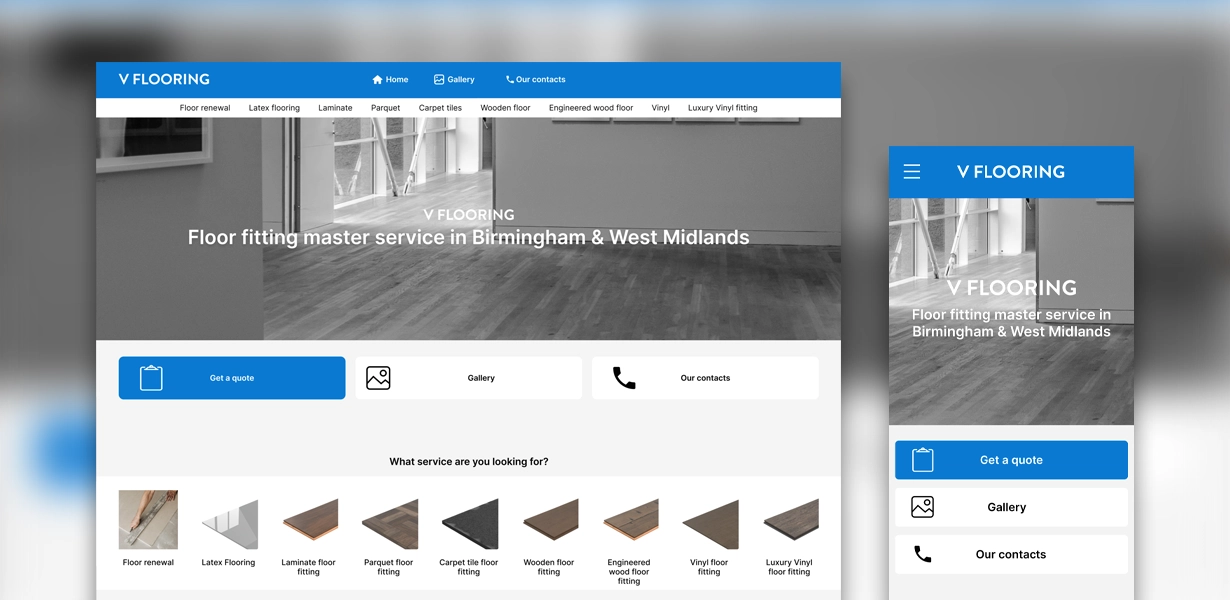 V FLOORING
Home
Gallery
Our contacts
Floor renewal
Latex flooring
Laminate
Parquet
Carpet tiles
Wooden floor
Engineered wood floor
Vinyl
Luxury Vinyl fitting
V FLOORING
Floor fitting master service in Birmingham & West Midlands
Get a quote
Gallery
Our contacts
What service are you looking for?
Floor renewal
Latex Flooring
Laminate floor
fitting
Parquet floor
fitting
Carpet tile floor
fitting
Wooden floor
fitting
Engineered
wood floor
fitting
Vinyl floor
fitting
Luxury Vinyl
floor fitting
V FLOORING
V FLOORING
Floor fitting master service in
Birmingham & West Midlands
Get a quote
Gallery
Our contacts